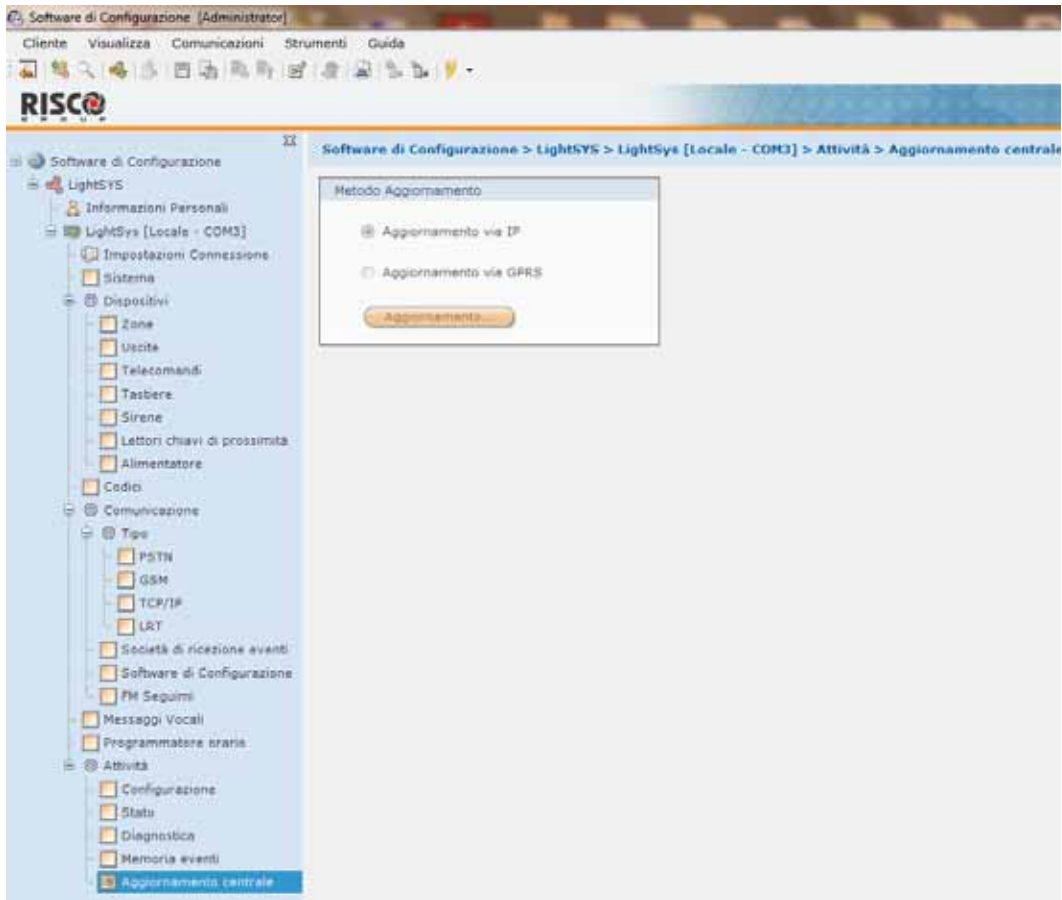 Software di Configurazione [Administrator]
Cliente Visualizza Comunicazioni Strumenti Guida
RISCO
GROUP
Software di Configurazione > LightSYS > LightSys [Locale - COM3] > Attività > Aggiornamento centrale
Software di Configurazione
LightSYS
Informazioni Personali
LightSys [Locale - COM3]
Impostazioni Connessione
Sistema
Dispositivi
Zone
Uscite
Telecomandi
Tastiere
Sirene
Lettori chiavi di prossimità
Alimentatore
Codici
Comunicazione
Tipo
PSTN
GSM
TCP/IP
LRT
Società di ricezione eventi
Software di Configurazione
FM Seguimi
Messaggi Vocali
Programmatore orario
Attività
Configurazione
Stato
Diagnostica
Memoria eventi
Aggiornamento centrale
Metodo Aggiornamento
Aggiornamento via IP
Aggiornamento via GPRS
Aggiornamento...